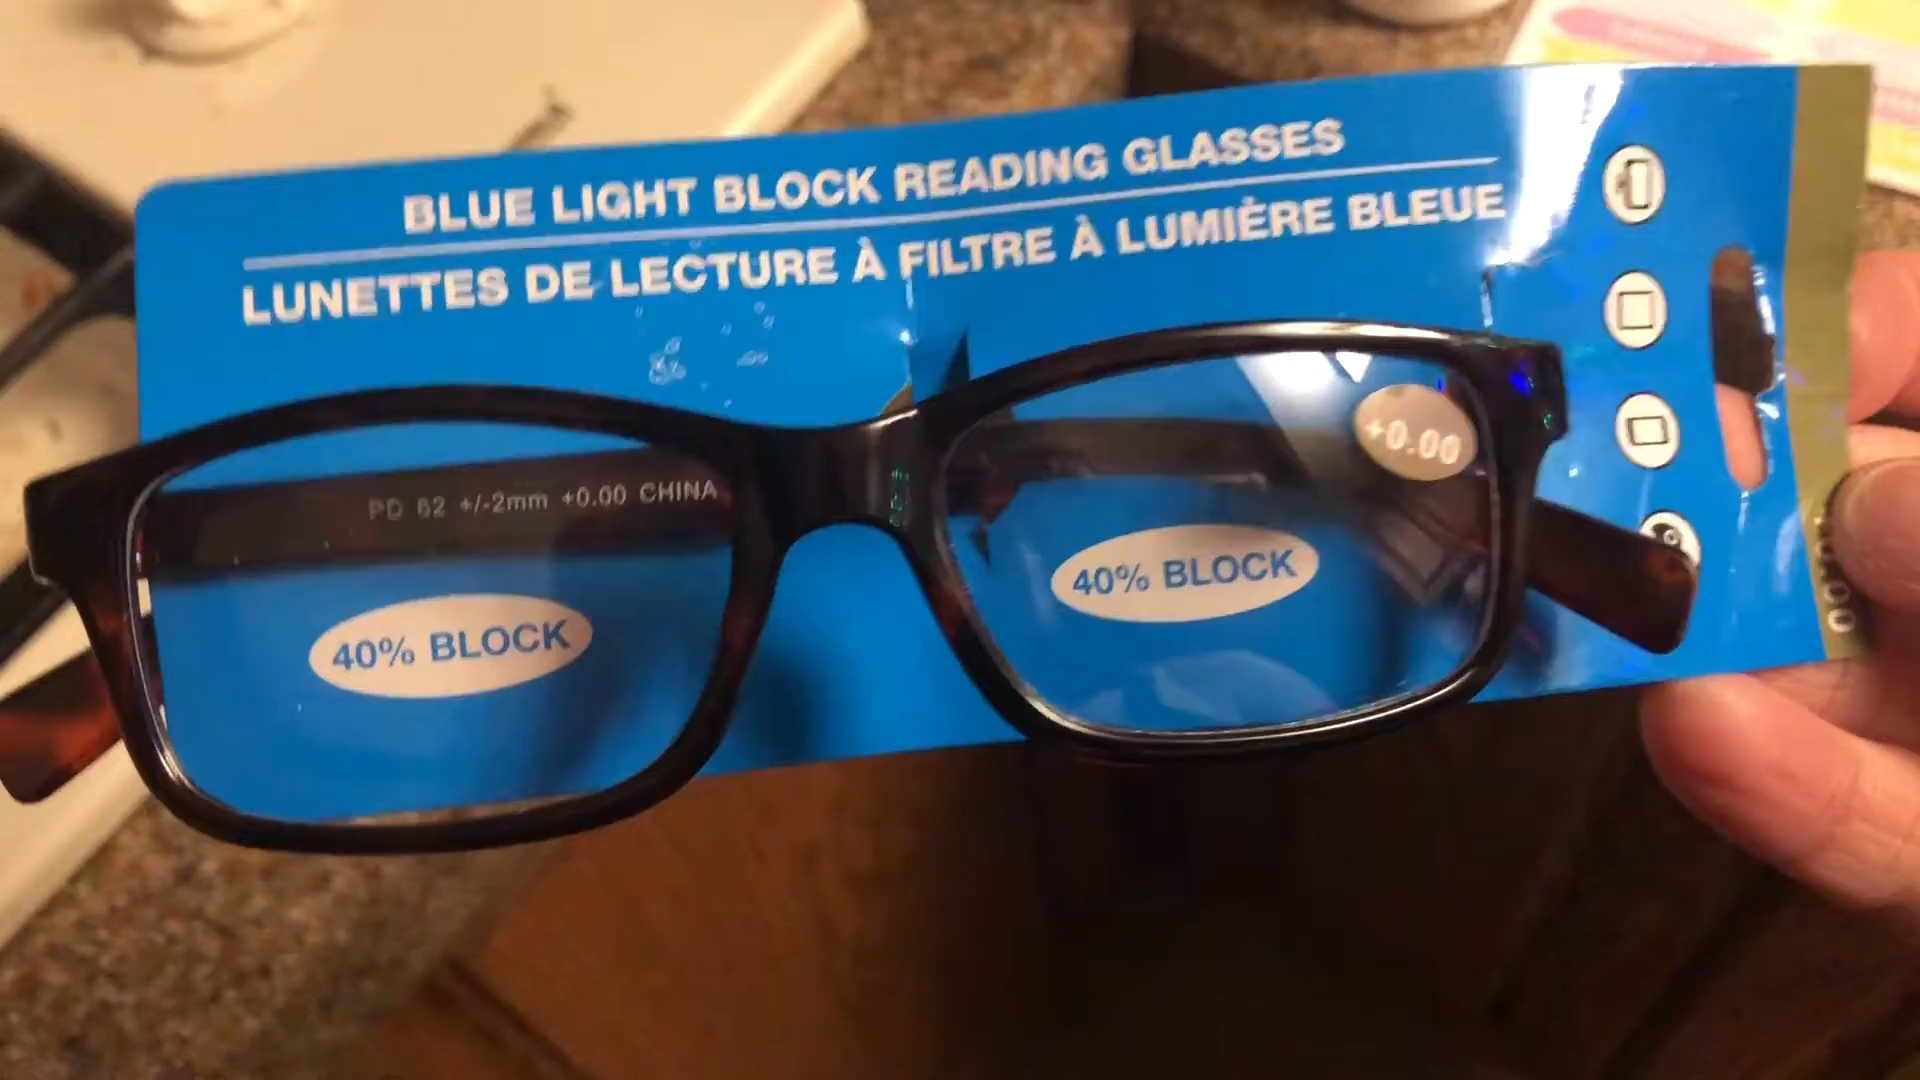 BLUE LIGHT BLOCK READING GLASSES
LUNETTES DE LECTURE À FILTRE À LUMIÈRE BLEUE
+0.00
PD 62 +/-2mm +0.00 CHINA
40% BLOCK
40% BLOCK